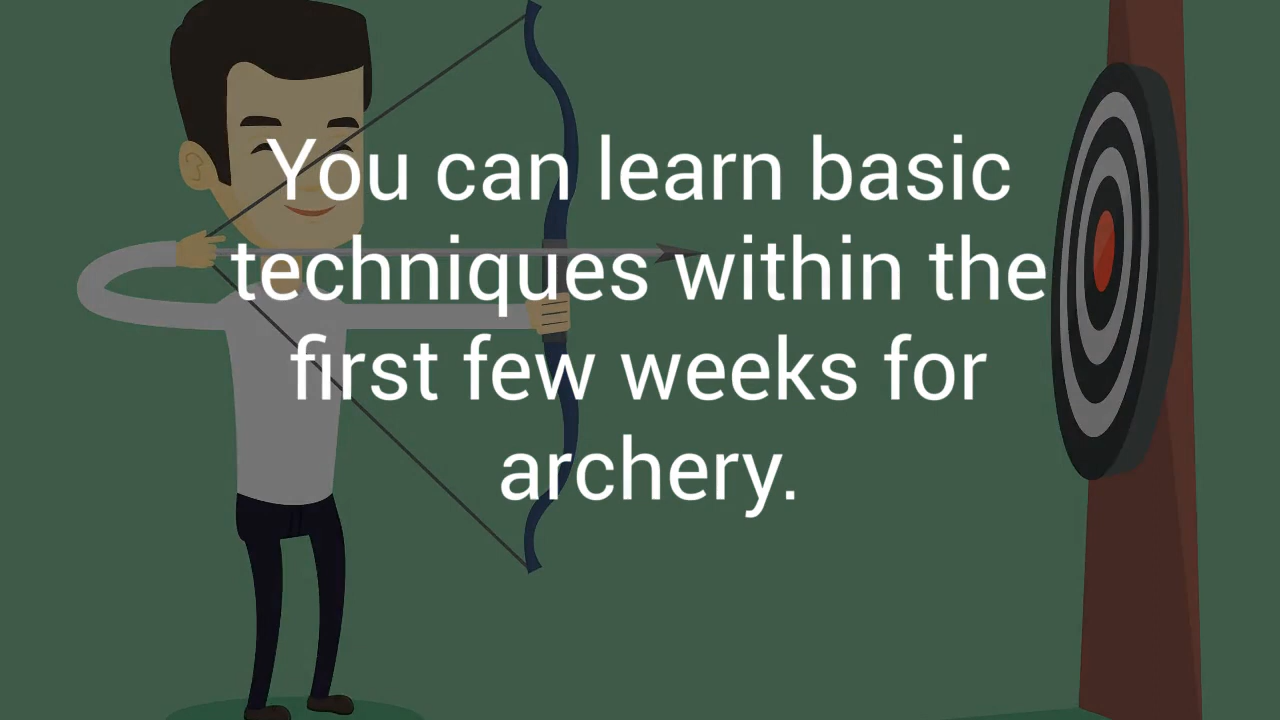 You can learn basic
techniques within the
first few weeks for
archery.